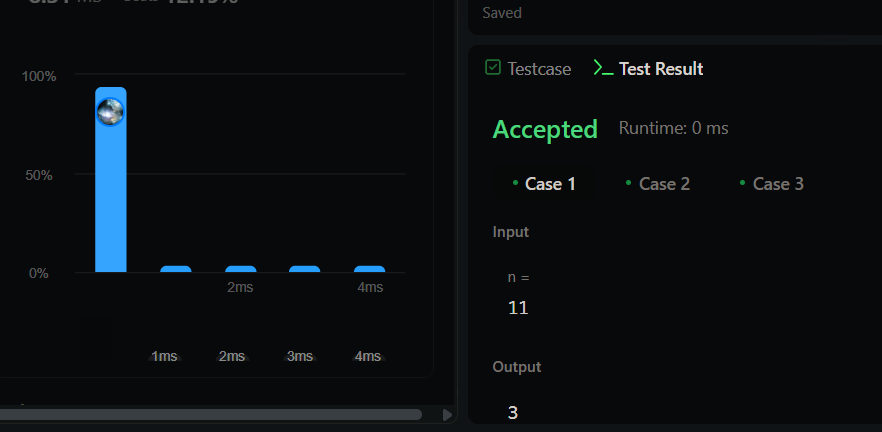 Saved
100%
50%
0%
2ms 4ms
1ms 2ms 3ms 4ms
Testcase Test Result
Accepted Runtime: 0 ms
Case 1 Case 2 Case 3
Input
n =
11
Output
3